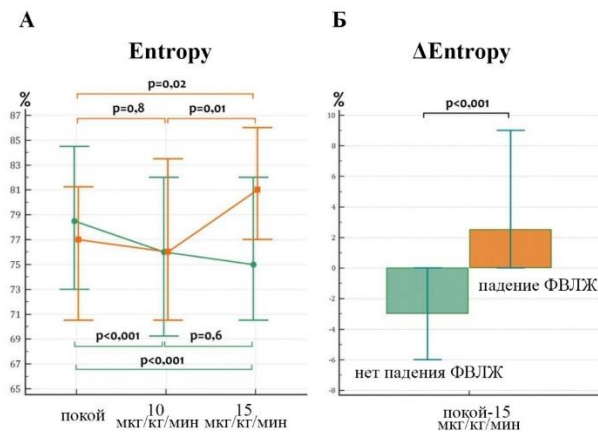 А
Entropy
%
p=0,02
p=0,8
p=0,01
87
85
83
81
79
77
75
73
71
69
67
65
p<0,001
p=0,6
p<0,001
покой
10
мкг/кг/мин
15
мкг/кг/мин
Б
ΔEntropy
%
p<0,001
10
8
6
4
2
0
-2
-4
-6
-8
падение ФВЛЖ
нет падения ФВЛЖ
покой-15
мкг/кг/мин